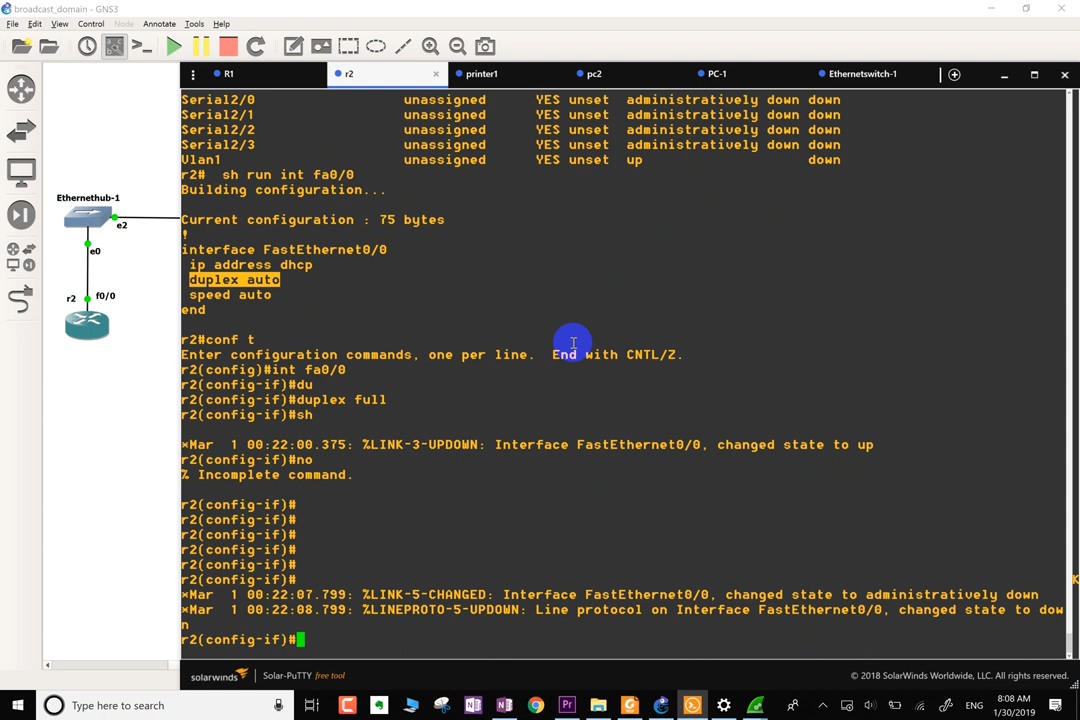 broadcast_domain - GNS3
File Edit View Control Node Annotate Tools Help
R1 r2 × printer1 pc2 PC-1 Ethernetswitch-1
Ethernethub-1
e2
e0
r2 f0/0
Serial2/0 unassigned YES unset administratively down down
Serial2/1 unassigned YES unset administratively down down
Serial2/2 unassigned YES unset administratively down down
Serial2/3 unassigned YES unset administratively down down
Vlan1 unassigned YES unset up down
r2# sh run int fa0/0
Building configuration...
Current configuration : 75 bytes
!
interface FastEthernet0/0
ip address dhcp
duplex auto
speed auto
end
r2#conf t
Enter configuration commands, one per line. End with CNTL/Z.
r2(config)#int fa0/0
r2(config-if)#du
r2(config-if)#duplex full
r2(config-if)#sh
*Mar 1 00:22:00.375: %LINK-3-UPDOWN: Interface FastEthernet0/0, changed state to up
r2(config-if)#no
% Incomplete command.
r2(config-if)#
r2(config-if)#
r2(config-if)#
r2(config-if)#
r2(config-if)#
r2(config-if)#
*Mar 1 00:22:07.799: %LINK-5-CHANGED: Interface FastEthernet0/0, changed state to administratively down
*Mar 1 00:22:08.799: %LINEPROTO-5-UPDOWN: Line protocol on Interface FastEthernet0/0, changed state to dow
n
r2(config-if)#
solarwinds | Solar-PuTTY free tool © 2018 SolarWinds Worldwide, LLC. All rights reserved.
Type here to search
ENG
8:08 AM
1/30/2019